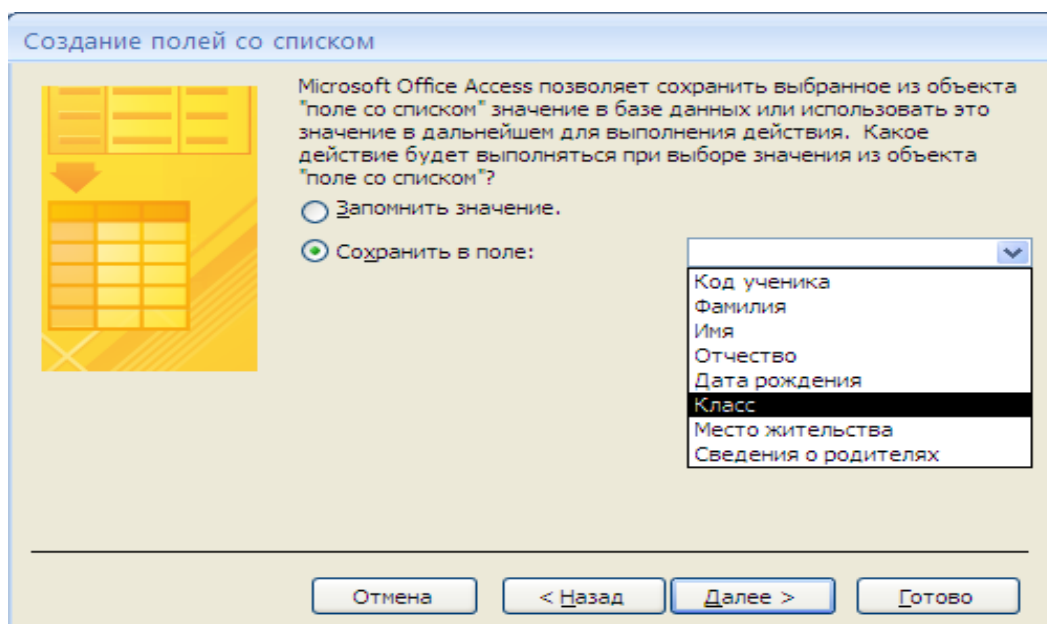 Создание полей со списком
Microsoft Office Access позволяет сохранить выбранное из объекта
"поле со списком" значение в базе данных или использовать это
значение в дальнейшем для выполнения действия. Какое
действие будет выполняться при выборе значения из объекта
"поле со списком"?
Запомнить значение.
Сохранить в поле:
Код ученика
Фамилия
Имя
Отчество
Дата рождения
Класс
Место жительства
Сведения о родителях
Отмена
< Назад
Далее >
Готово